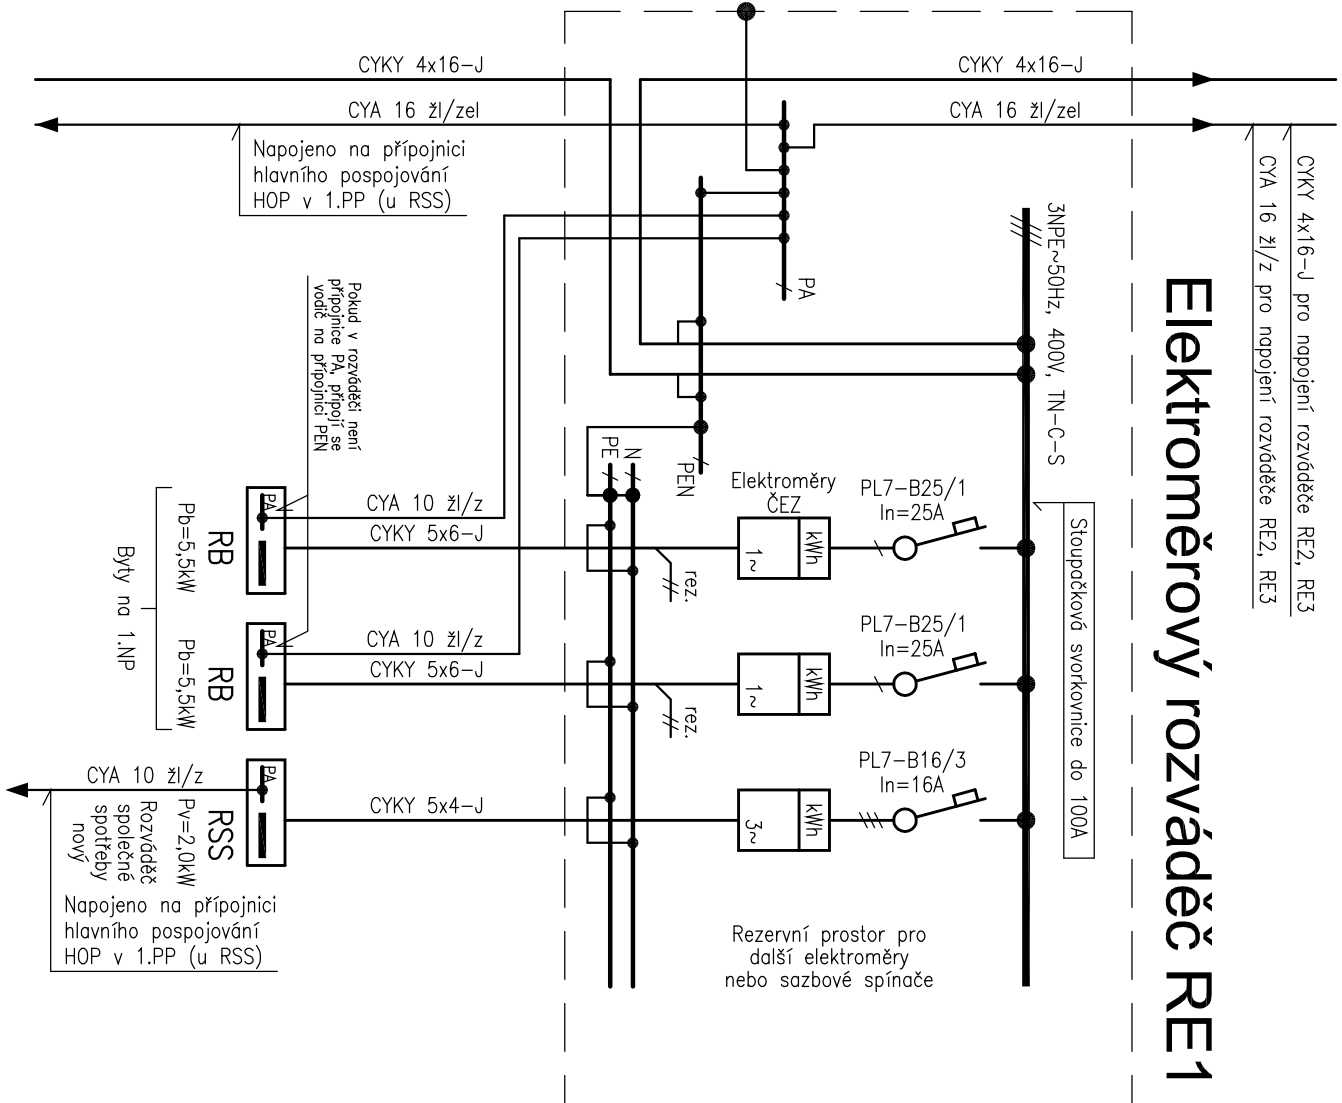 CYKY 4x16-J
CYKY 4x16-J
CYA 16 žl/zel
CYA 16 žl/zel
Napojeno na přípojnici
hlavního pospojování
HOP v 1.PP (u RSS)
CYKY 4x16-J pro napojení rozváděče RE2, RE3
CYA 16 žl/z pro napojení rozváděče RE2, RE3
Elektroměrový rozváděč RE1
3NPE~50Hz, 400V, TN-C-S
PA
Pokud v rozváděči není
přípojnice PA, připojí se
vodič na přípojnici PEN
PEN
N
PE
Stoupačková svorkovnice do 100A
Elektroměry
ČEZ
PL7-B25/1
In=25A
kWh
1~
rez.
CYA 10 žl/z
CYKY 5x6-J
PA
RB
Pb=5,5kW
Byty na 1.NP
PL7-B25/1
In=25A
kWh
1~
rez.
CYA 10 žl/z
CYKY 5x6-J
PA
RB
Pb=5,5kW
PL7-B16/3
In=16A
kWh
3~
CYKY 5x4-J
PA
CYA 10 žl/z
RSS
Pv=2,0kW
Rozváděč
společné
spotřeby
nový
Napojeno na přípojnici
hlavního pospojování
HOP v 1.PP (u RSS)
Rezervní prostor pro
další elektroměry
nebo sazbové spínače